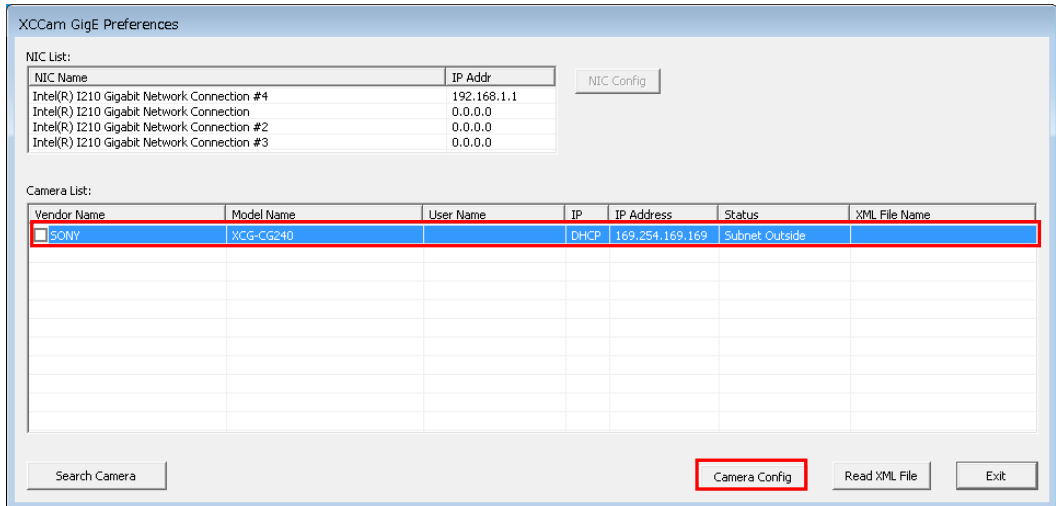 XCCam GigE Preferences
NIC List:
NIC Name IP Addr
NIC Config
Intel(R) I210 Gigabit Network Connection #4 192.168.1.1
Intel(R) I210 Gigabit Network Connection 0.0.0.0
Intel(R) I210 Gigabit Network Connection #2 0.0.0.0
Intel(R) I210 Gigabit Network Connection #3 0.0.0.0
Camera List:
Vendor Name Model Name User Name IP IP Address Status XML File Name
SONY XCG-CG240 DHCP 169.254.169.169 Subnet Outside
Search Camera Camera Config Read XML File Exit